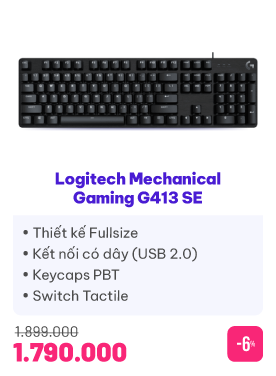 Logitech Mechanical
Gaming G413 SE
• Thiết kế Fullsize
• Kết nối có dây (USB 2.0)
• Keycaps PBT
• Switch Tactile
1.899.000
1.790.000
-6%